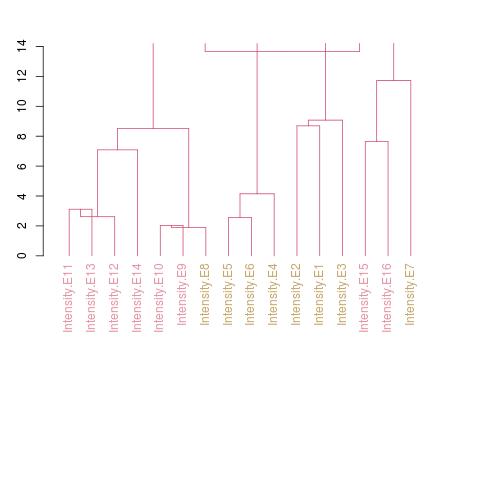 14
12
10
8
6
4
2
0
Intensity.E11
Intensity.E13
Intensity.E12
Intensity.E14
Intensity.E10
Intensity.E9
Intensity.E8
Intensity.E5
Intensity.E6
Intensity.E4
Intensity.E2
Intensity.E1
Intensity.E3
Intensity.E15
Intensity.E16
Intensity.E7